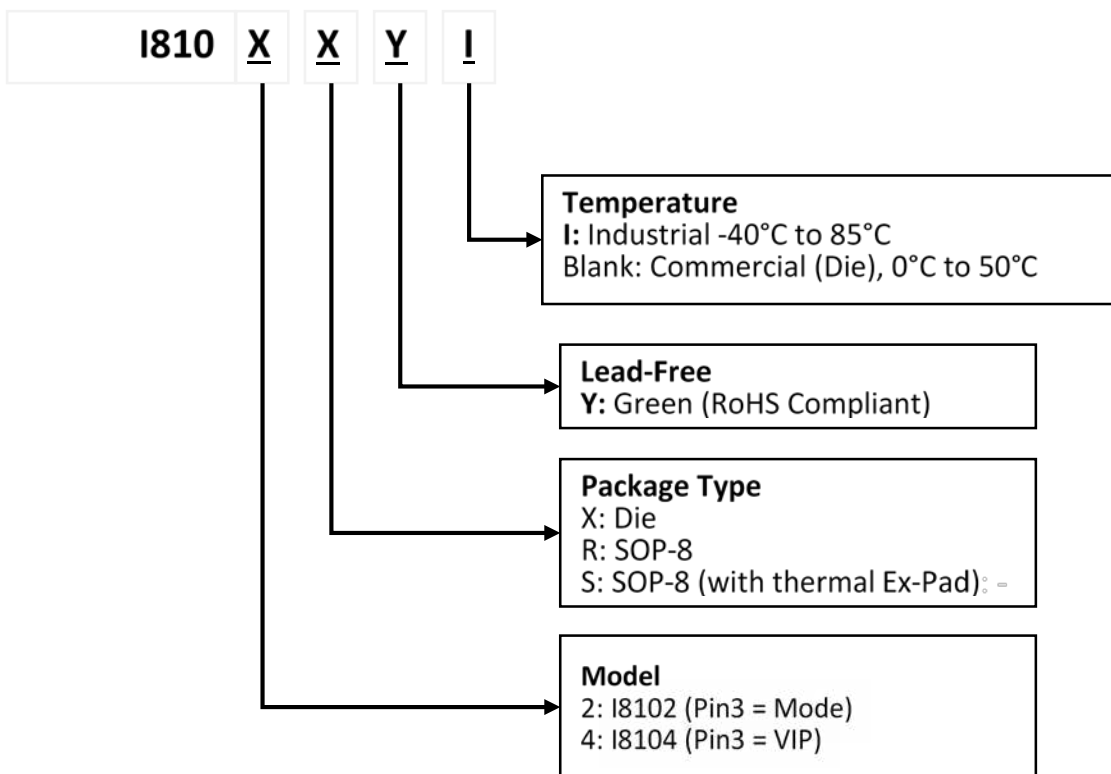 I810 X X Y I
Temperature
I: Industrial -40°C to 85°C
Blank: Commercial (Die), 0°C to 50°C
Lead-Free
Y: Green (RoHS Compliant)
Package Type
X: Die
R: SOP-8
S: SOP-8 (with thermal Ex-Pad): -
Model
2: I8102 (Pin3 = Mode)
4: I8104 (Pin3 = VIP)